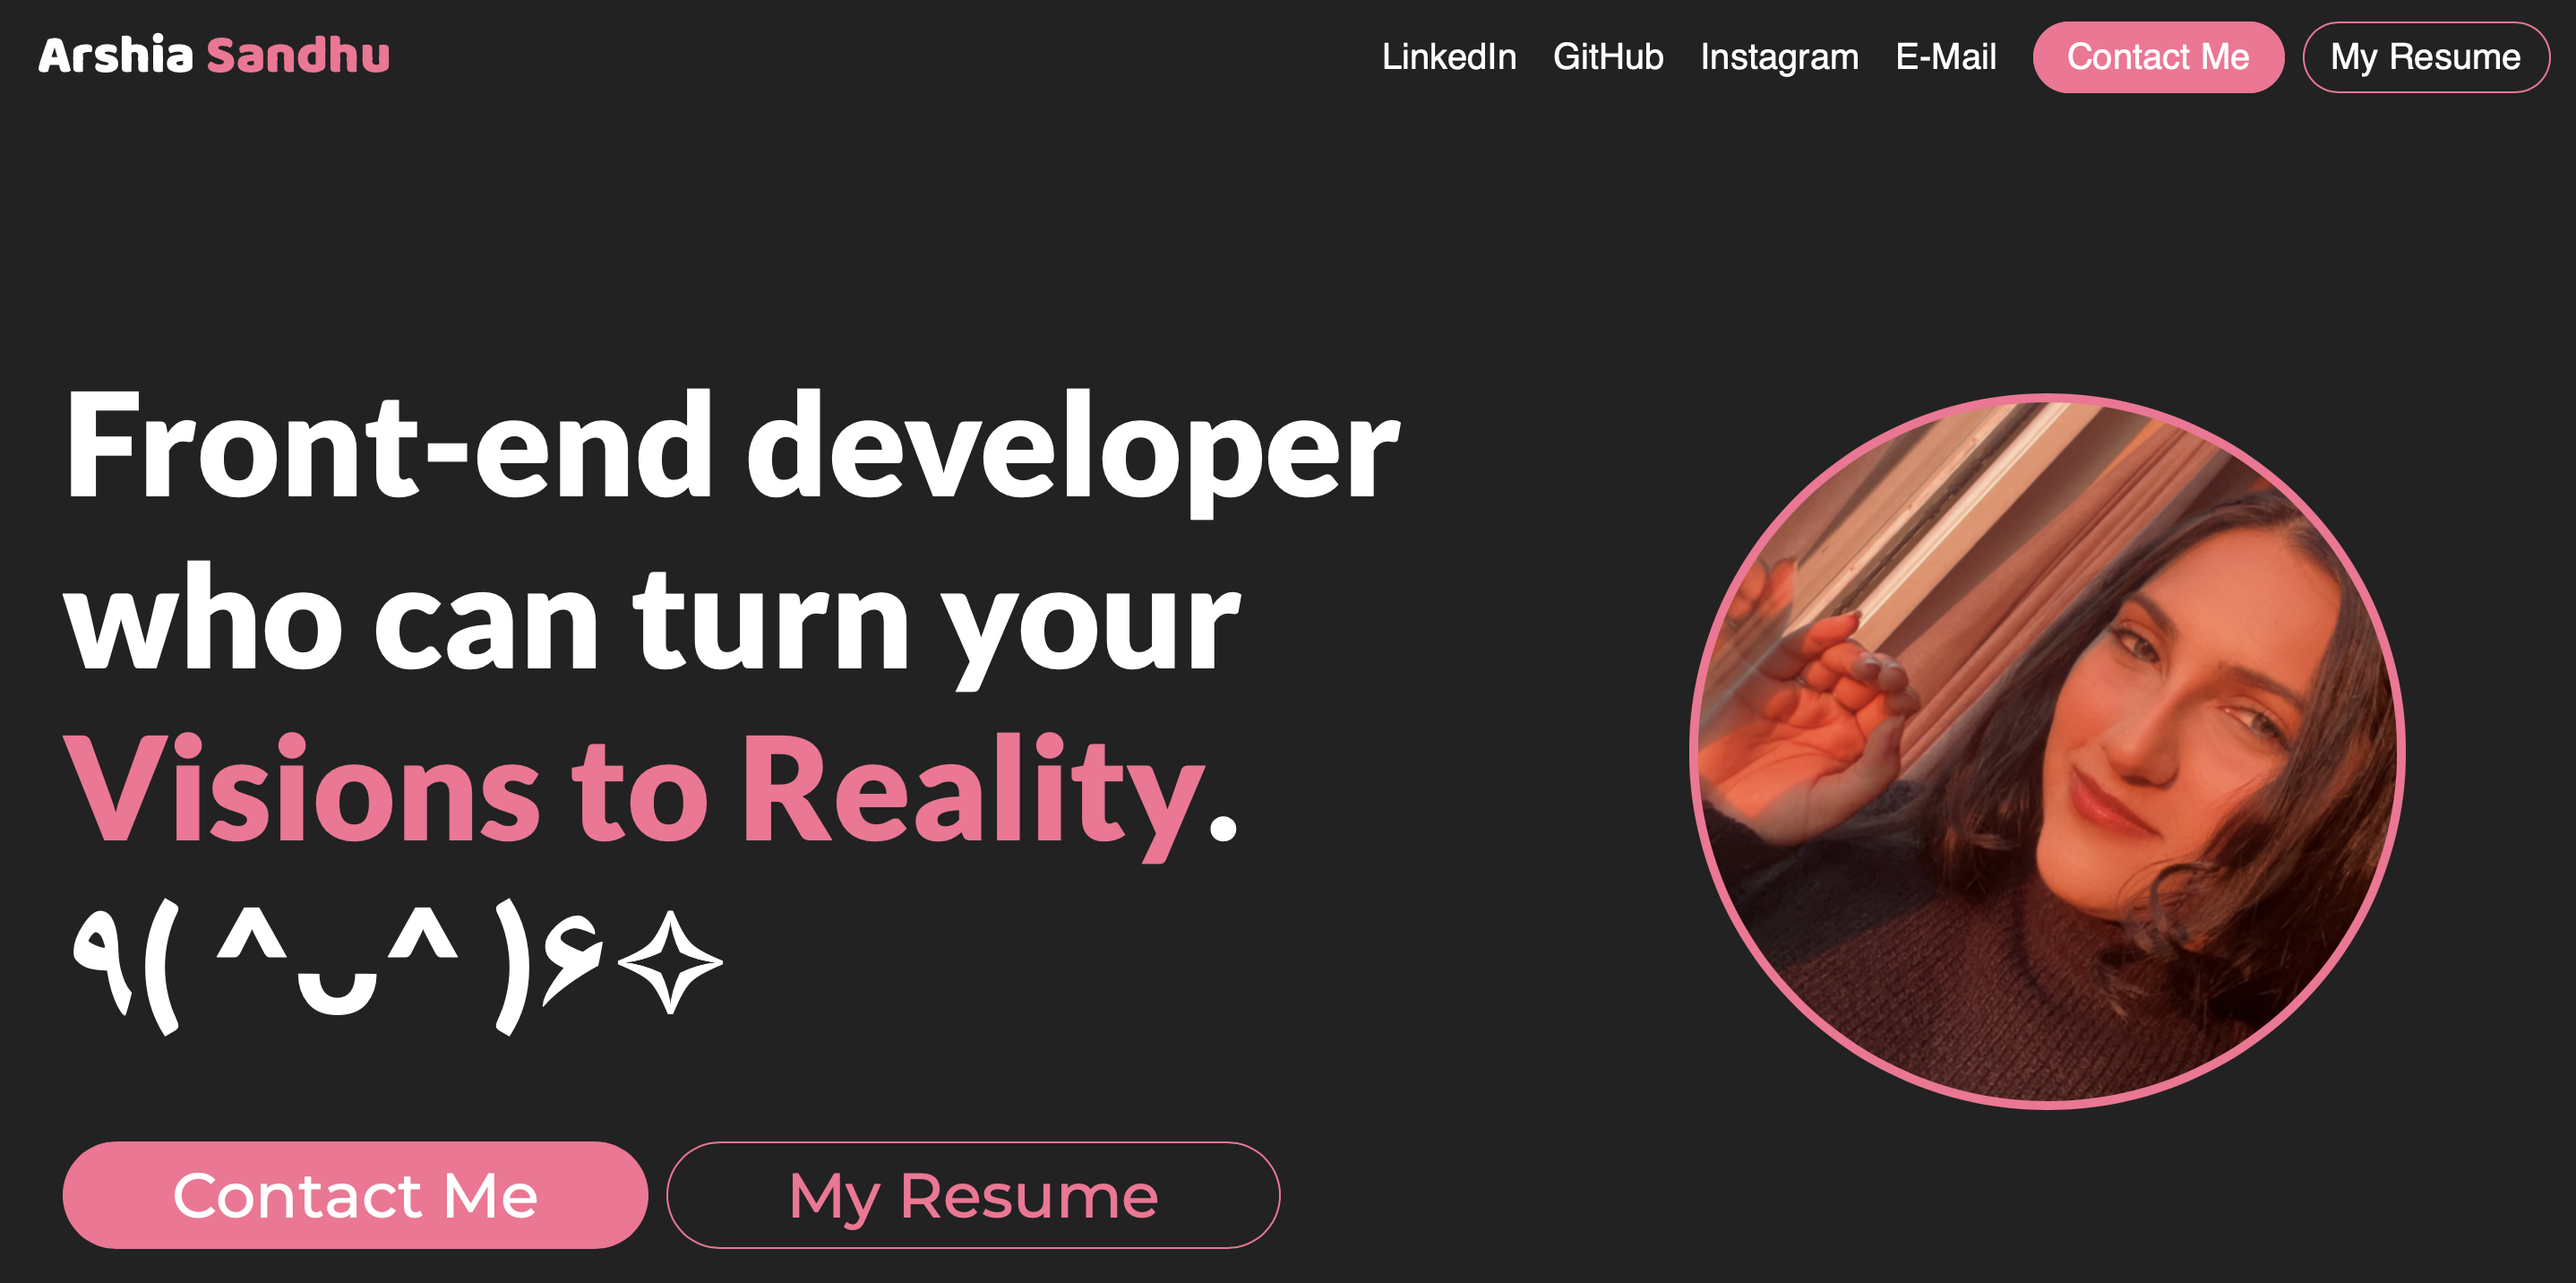 Arshia Sandhu
LinkedIn GitHub Instagram E-Mail Contact Me My Resume
Front-end developer
who can turn your
Visions to Reality.
٩( ^ᴗ^ )۶✧
Contact Me My Resume